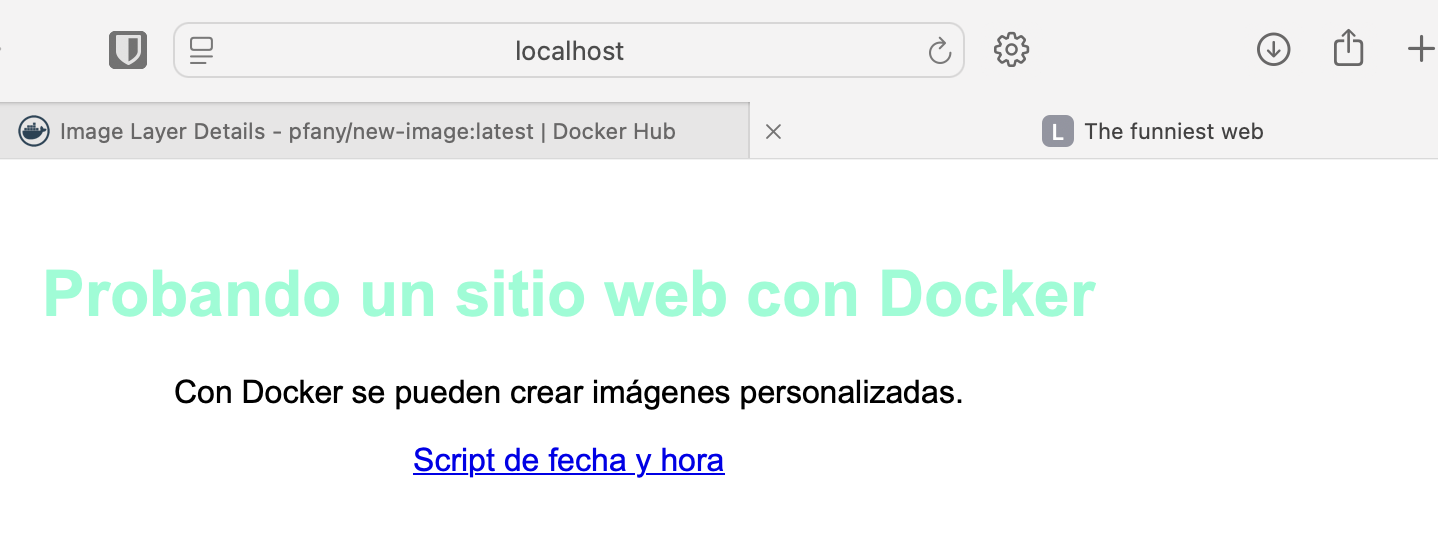 localhost
Image Layer Details - pfany/new-image:latest | Docker Hub
L The funniest web
Probando un sitio web con Docker
Con Docker se pueden crear imágenes personalizadas.
Script de fecha y hora